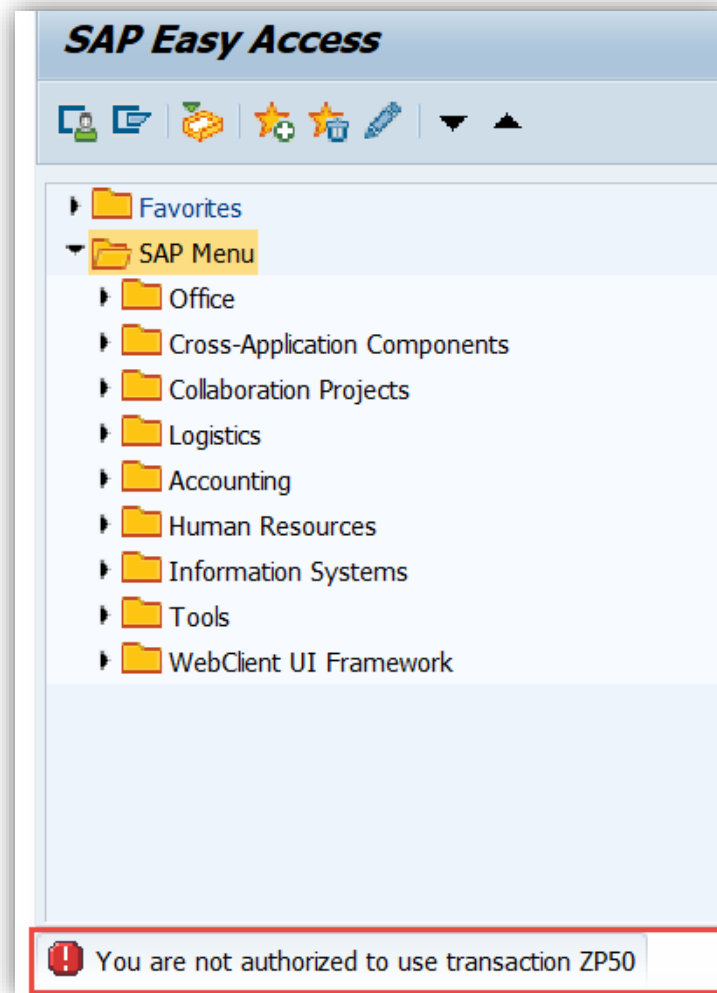 SAP Easy Access
Favorites
SAP Menu
Office
Cross-Application Components
Collaboration Projects
Logistics
Accounting
Human Resources
Information Systems
Tools
WebClient UI Framework
You are not authorized to use transaction ZP50